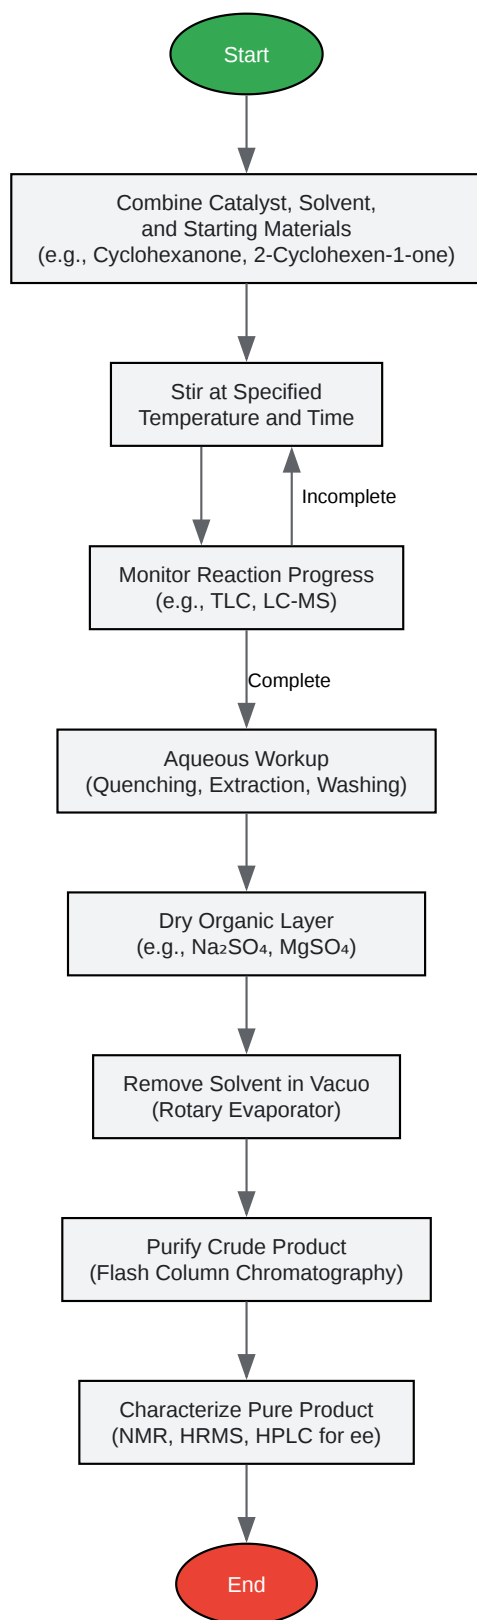 Start
Combine Catalyst, Solvent,
and Starting Materials
(e.g., Cyclohexanone, 2-Cyclohexen-1-one)
Stir at Specified
Temperature and Time
Incomplete
Monitor Reaction Progress
(e.g., TLC, LC-MS)
Complete
Aqueous Workup
(Quenching, Extraction, Washing)
Dry Organic Layer
(e.g., Na₂SO₄, MgSO₄)
Remove Solvent in Vacuo
(Rotary Evaporator)
Purify Crude Product
(Flash Column Chromatography)
Characterize Pure Product
(NMR, HRMS, HPLC for ee)
End